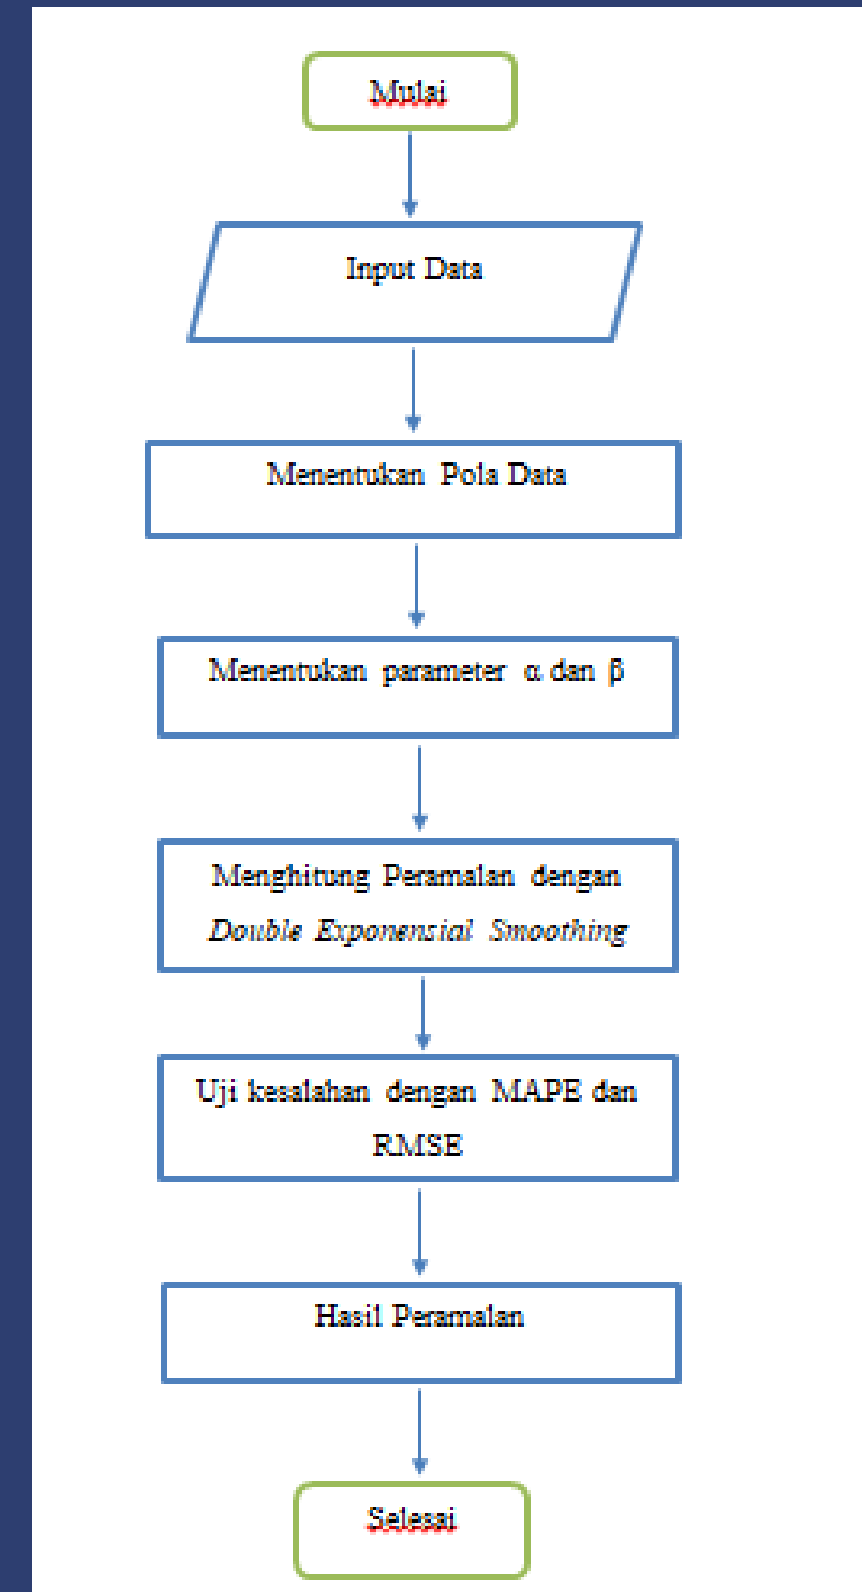 Mulai
Input Data
Menentukan Pola Data
Menentukan parameter α dan β
Menghitung Peramalan dengan
Double Exponensial Smoothing
Uji kesalahan dengan MAPE dan
RMSE
Hasil Peramalan
Selesai